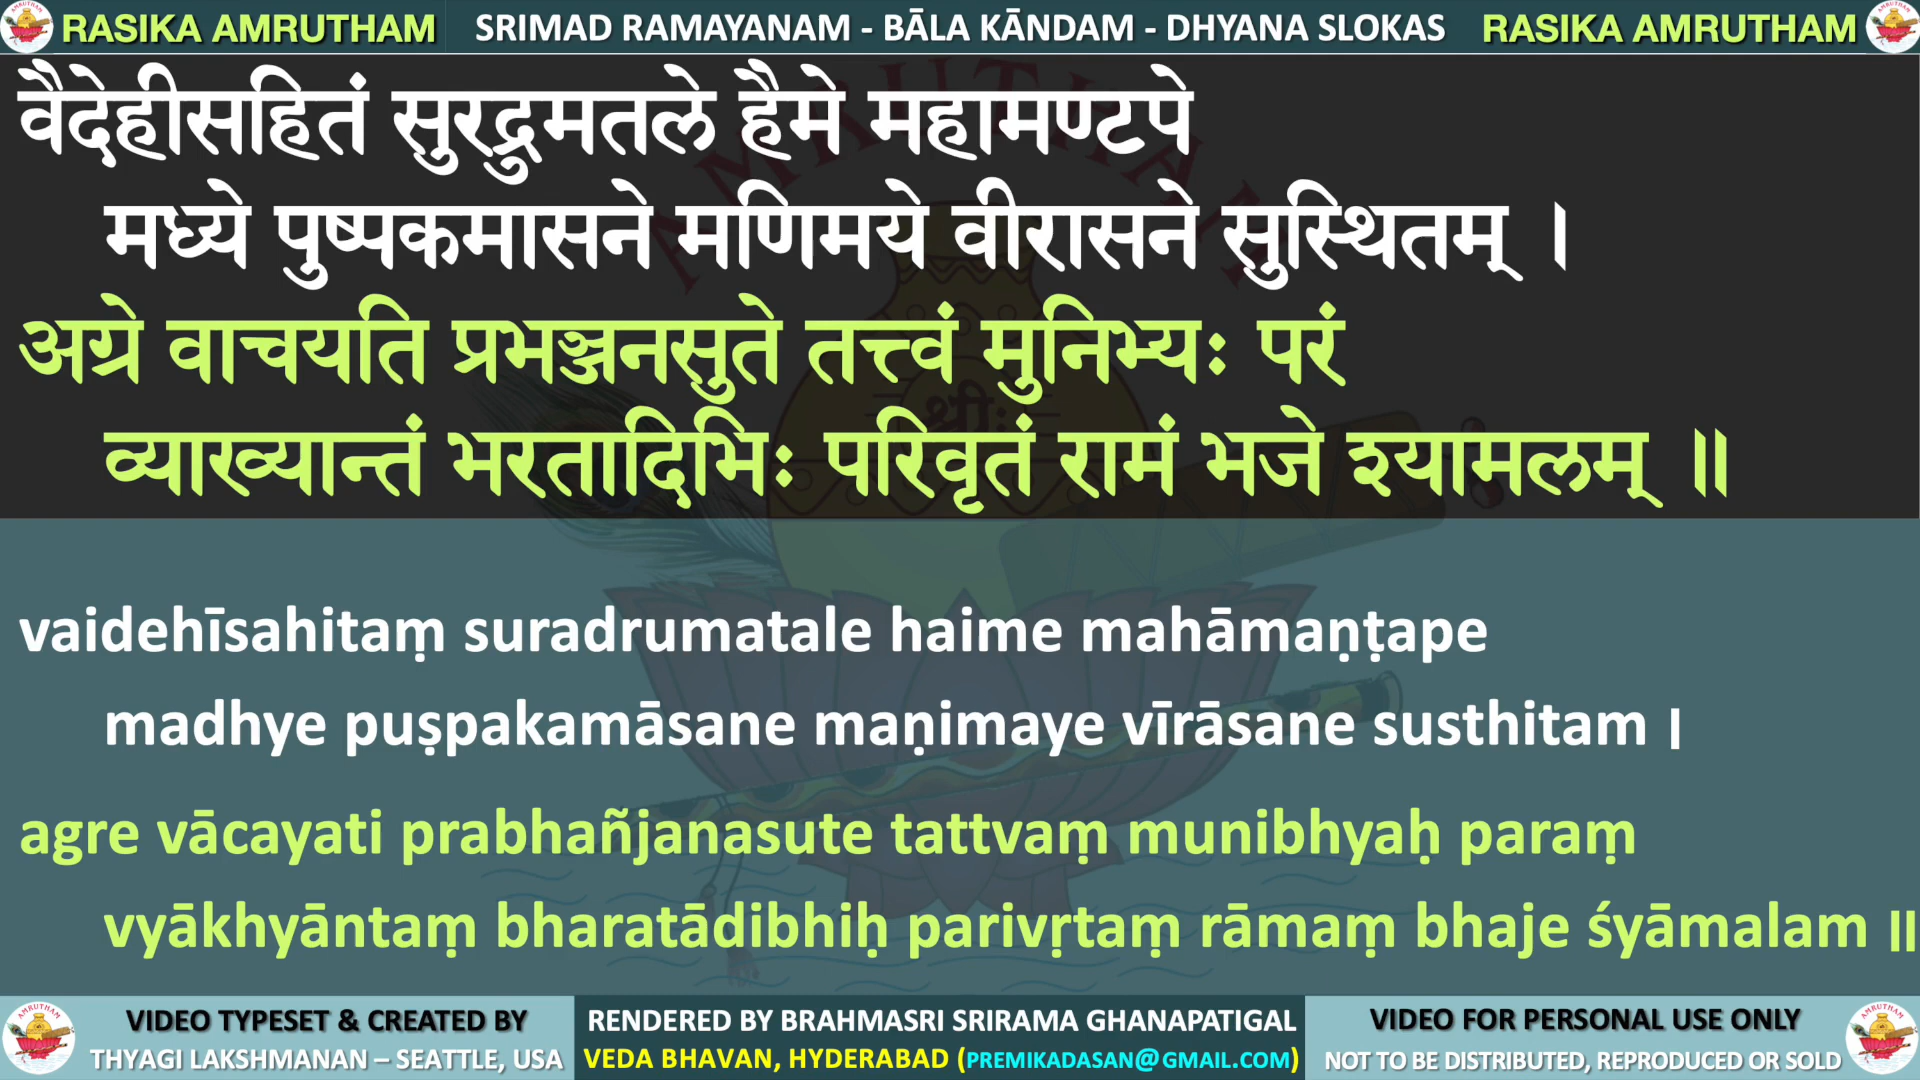 RASIKA AMRUTHAM SRIMAD RAMAYANAM - BĀLA KĀNDAM - DHYANA SLOKAS RASIKA AMRUTHAM
वैदेहीसहितं सुरद्रुमतले हैमे महामण्टपे
मध्ये पुष्पकमासने मणिमये वीरासने सुस्थितम् ।
अग्रे वाचयति प्रभञ्जनसुते तत्त्वं मुनिभ्यः परं
व्याख्यान्तं भरतादिभिः परिवृतं रामं भजे श्यामलम् ॥
श्रीः
vaidehīsahitaṃ suradrumatale haime mahāmaṇṭape
madhye puṣpakamāsane maṇimaye vīrāsane susthitam ।
agre vācayati prabhañjanasute tattvaṃ munibhyaḥ paraṃ
vyākhyāntaṃ bharatādibhiḥ parivṛtaṃ rāmaṃ bhaje śyāmalam ॥
VIDEO TYPESET & CREATED BY
THYAGI LAKSHMANAN – SEATTLE, USA
RENDERED BY BRAHMASRI SRIRAMA GHANAPATIGAL
VEDA BHAVAN, HYDERABAD (PREMIKADASAN@GMAIL.COM)
VIDEO FOR PERSONAL USE ONLY
NOT TO BE DISTRIBUTED, REPRODUCED OR SOLD